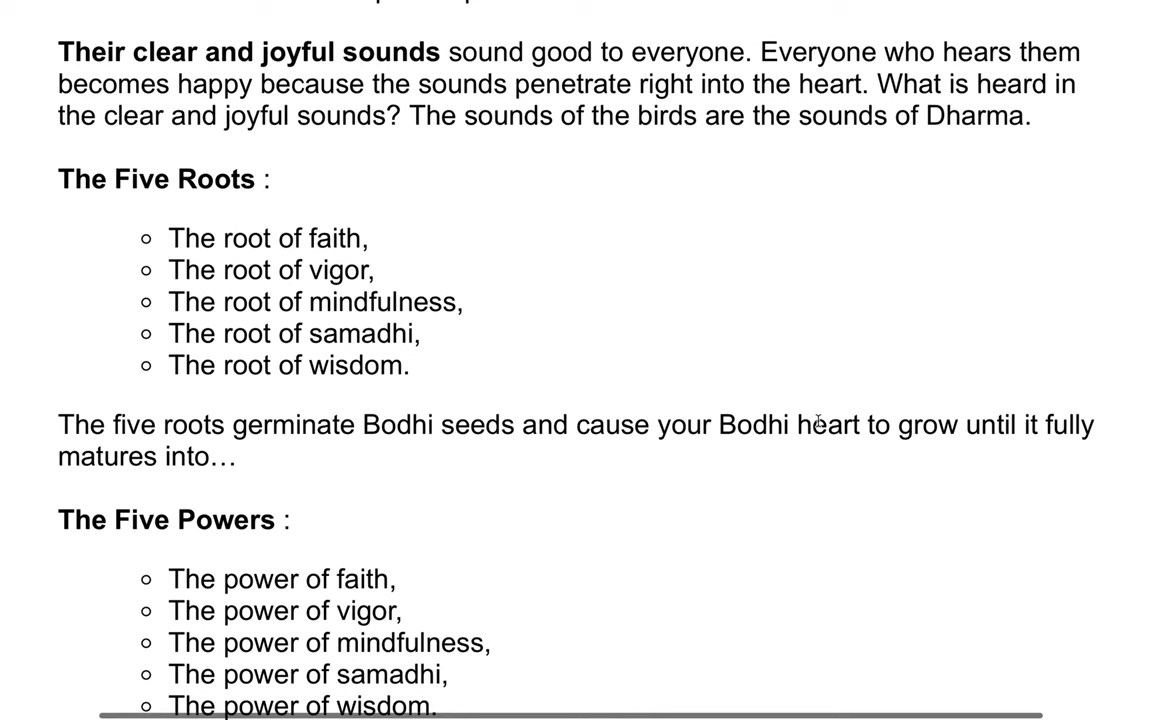 Their clear and joyful sounds sound good to everyone. Everyone who hears them
becomes happy because the sounds penetrate right into the heart. What is heard in
the clear and joyful sounds? The sounds of the birds are the sounds of Dharma.
The Five Roots :
The root of faith,
The root of vigor,
The root of mindfulness,
The root of samadhi,
The root of wisdom.
The five roots germinate Bodhi seeds and cause your Bodhi heart to grow until it fully
matures into…
The Five Powers :
The power of faith,
The power of vigor,
The power of mindfulness,
The power of samadhi,
The power of wisdom.